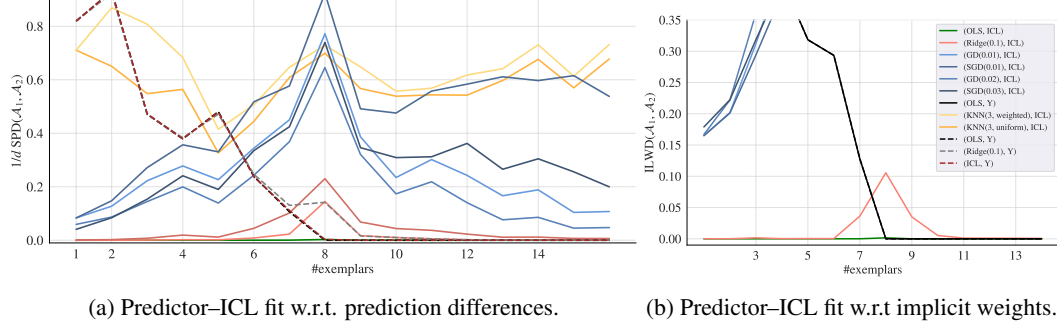 0.8
0.6
0.4
0.2
0.0
1/d SPD(A₁, A₂)
1 2 4 6 8 10 12 14
#exemplars
0.35
0.30
0.25
0.20
0.15
0.10
0.05
0.00
ILWD(A₁, A₂)
3 5 7 9 11 13
#exemplars
(OLS, ICL)
(Ridge(0.1), ICL)
(GD(0.01), ICL)
(SGD(0.01), ICL)
(GD(0.02), ICL)
(SGD(0.03), ICL)
(OLS, Y)
(KNN(3, weighted), ICL)
(KNN(3, uniform), ICL)
(OLS, Y)
(Ridge(0.1), Y)
(ICL, Y)
(a) Predictor–ICL fit w.r.t. prediction differences.
(b) Predictor–ICL fit w.r.t implicit weights.